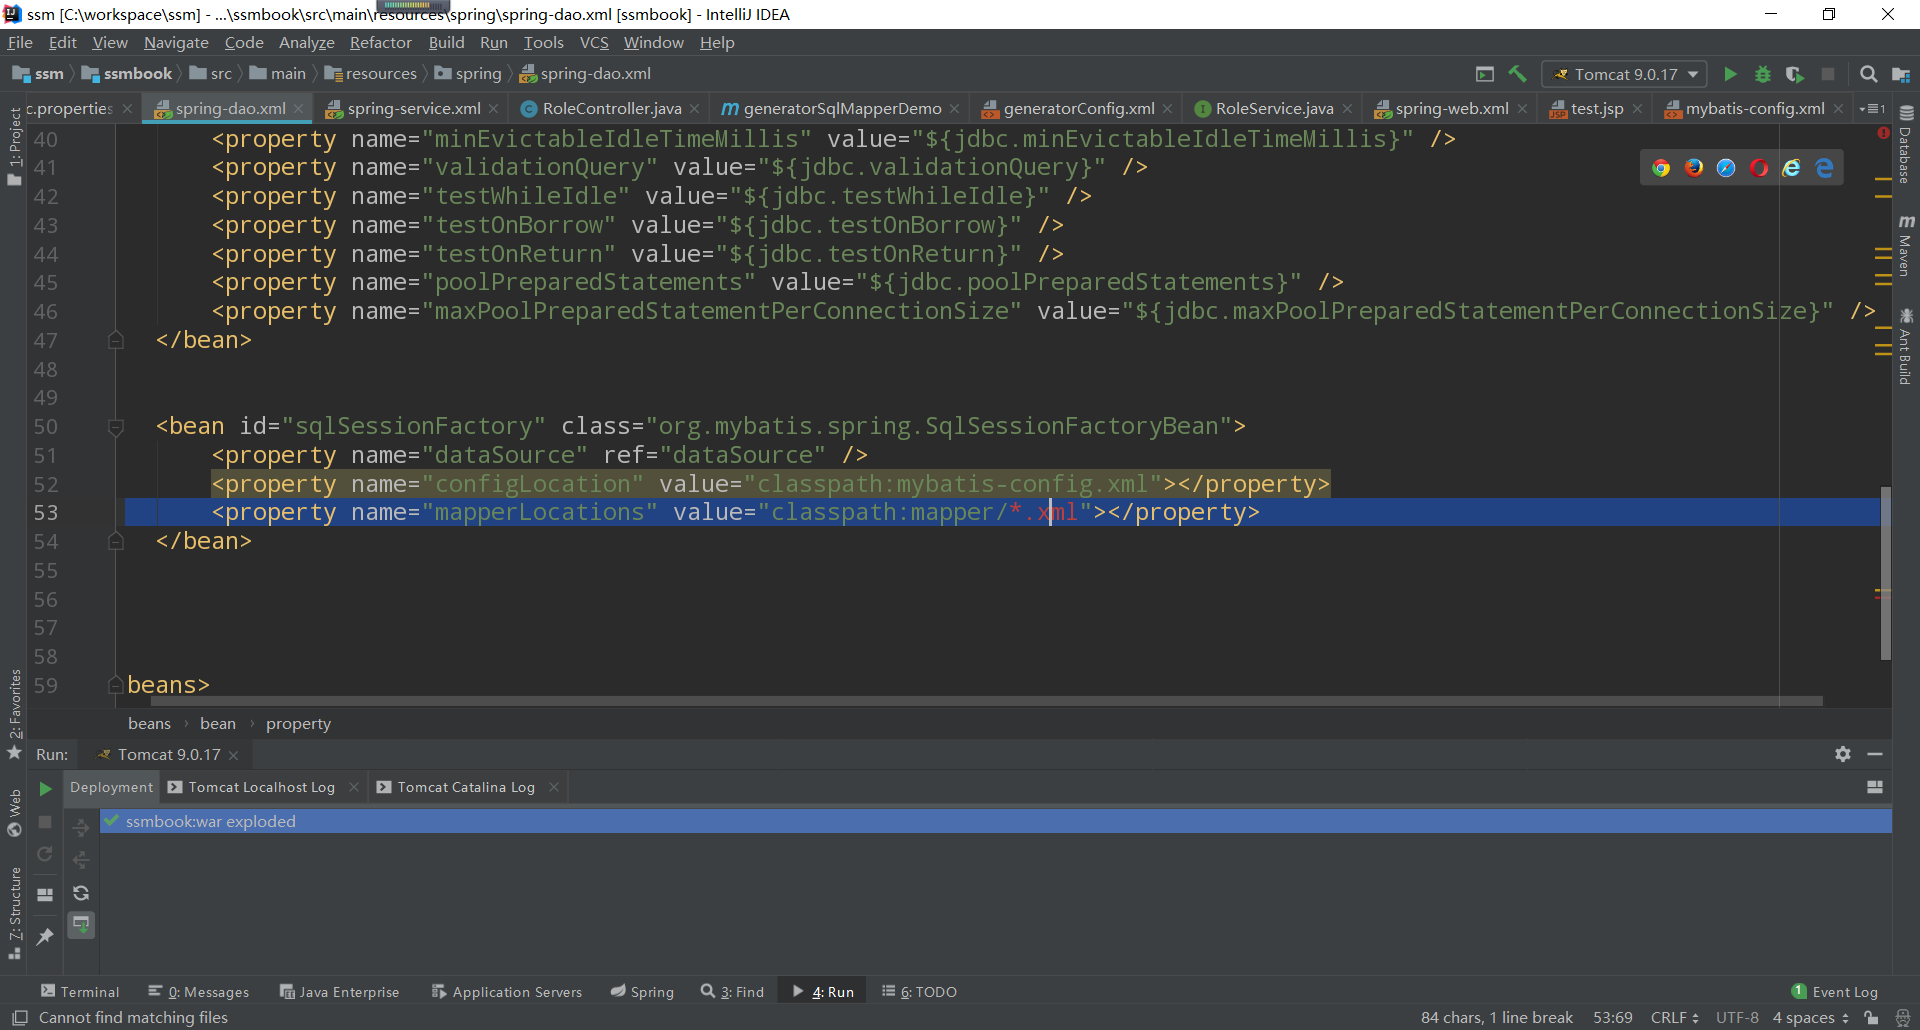 ssm [C:\workspace\ssm] - ...\ssmbook\src\main\resources\spring\spring-dao.xml [ssmbook] - IntelliJ IDEA
File Edit View Navigate Code Analyze Refactor Build Run Tools VCS Window Help
ssm ssmbook src main resources spring spring-dao.xml Tomcat 9.0.17
c.properties spring-dao.xml spring-service.xml RoleController.java generatorSqlMapperDemo generatorConfig.xml RoleService.java spring-web.xml test.jsp mybatis-config.xml 1
40 <property name="minEvictableIdleTimeMillis" value="${jdbc.minEvictableIdleTimeMillis}" />
41 <property name="validationQuery" value="${jdbc.validationQuery}" />
42 <property name="testWhileIdle" value="${jdbc.testWhileIdle}" />
43 <property name="testOnBorrow" value="${jdbc.testOnBorrow}" />
44 <property name="testOnReturn" value="${jdbc.testOnReturn}" />
45 <property name="poolPreparedStatements" value="${jdbc.poolPreparedStatements}" />
46 <property name="maxPoolPreparedStatementPerConnectionSize" value="${jdbc.maxPoolPreparedStatementPerConnectionSize}" />
47 </bean>
48
49
50 <bean id="sqlSessionFactory" class="org.mybatis.spring.SqlSessionFactoryBean">
51 <property name="dataSource" ref="dataSource" />
52 <property name="configLocation" value="classpath:mybatis-config.xml"></property>
53 <property name="mapperLocations" value="classpath:mapper/*.xml"></property>
54 </bean>
55
56
57
58
59 beans>
beans bean property
1: Project
2: Favorites
Web
7: Structure
Database
Maven
Ant Build
Run: Tomcat 9.0.17
Deployment Tomcat Localhost Log Tomcat Catalina Log
ssmbook:war exploded
Terminal 0: Messages Java Enterprise Application Servers Spring 3: Find 4: Run 6: TODO 1 Event Log
Cannot find matching files 84 chars, 1 line break 53:69 CRLF UTF-8 4 spaces